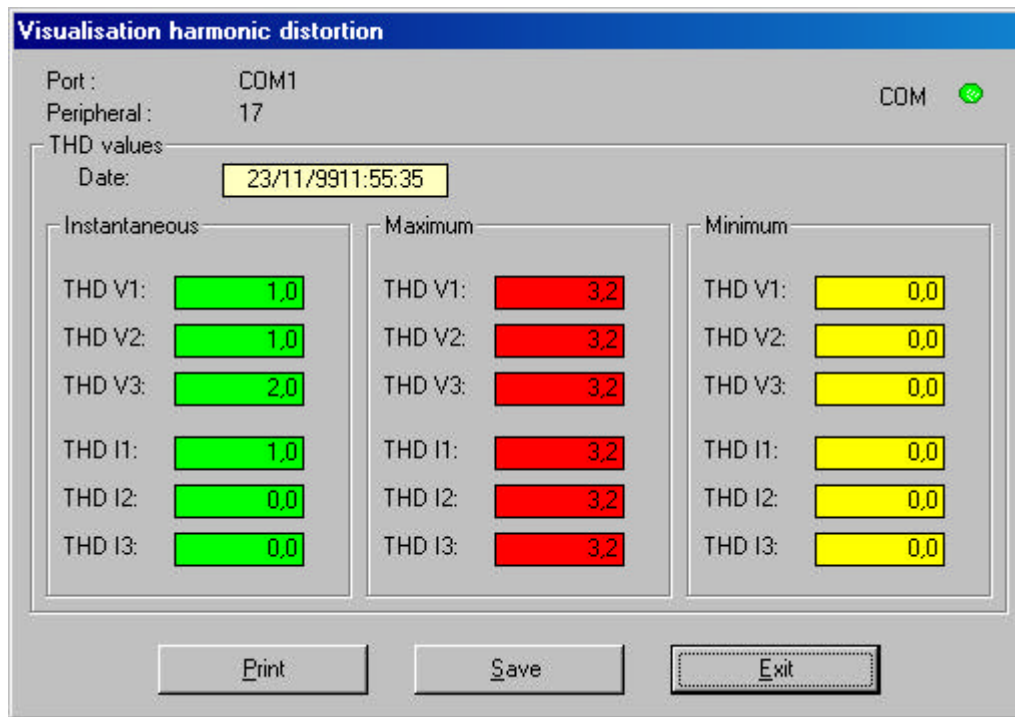 Visualisation harmonic distortion
Port : COM1
COM
Peripheral : 17
THD values
Date: 23/11/9911:55:35
Instantaneous
THD V1: 1,0
THD V2: 1,0
THD V3: 2,0
THD I1: 1,0
THD I2: 0,0
THD I3: 0,0
Maximum
THD V1: 3,2
THD V2: 3,2
THD V3: 3,2
THD I1: 3,2
THD I2: 3,2
THD I3: 3,2
Minimum
THD V1: 0,0
THD V2: 0,0
THD V3: 0,0
THD I1: 0,0
THD I2: 0,0
THD I3: 0,0
Print Save Exit